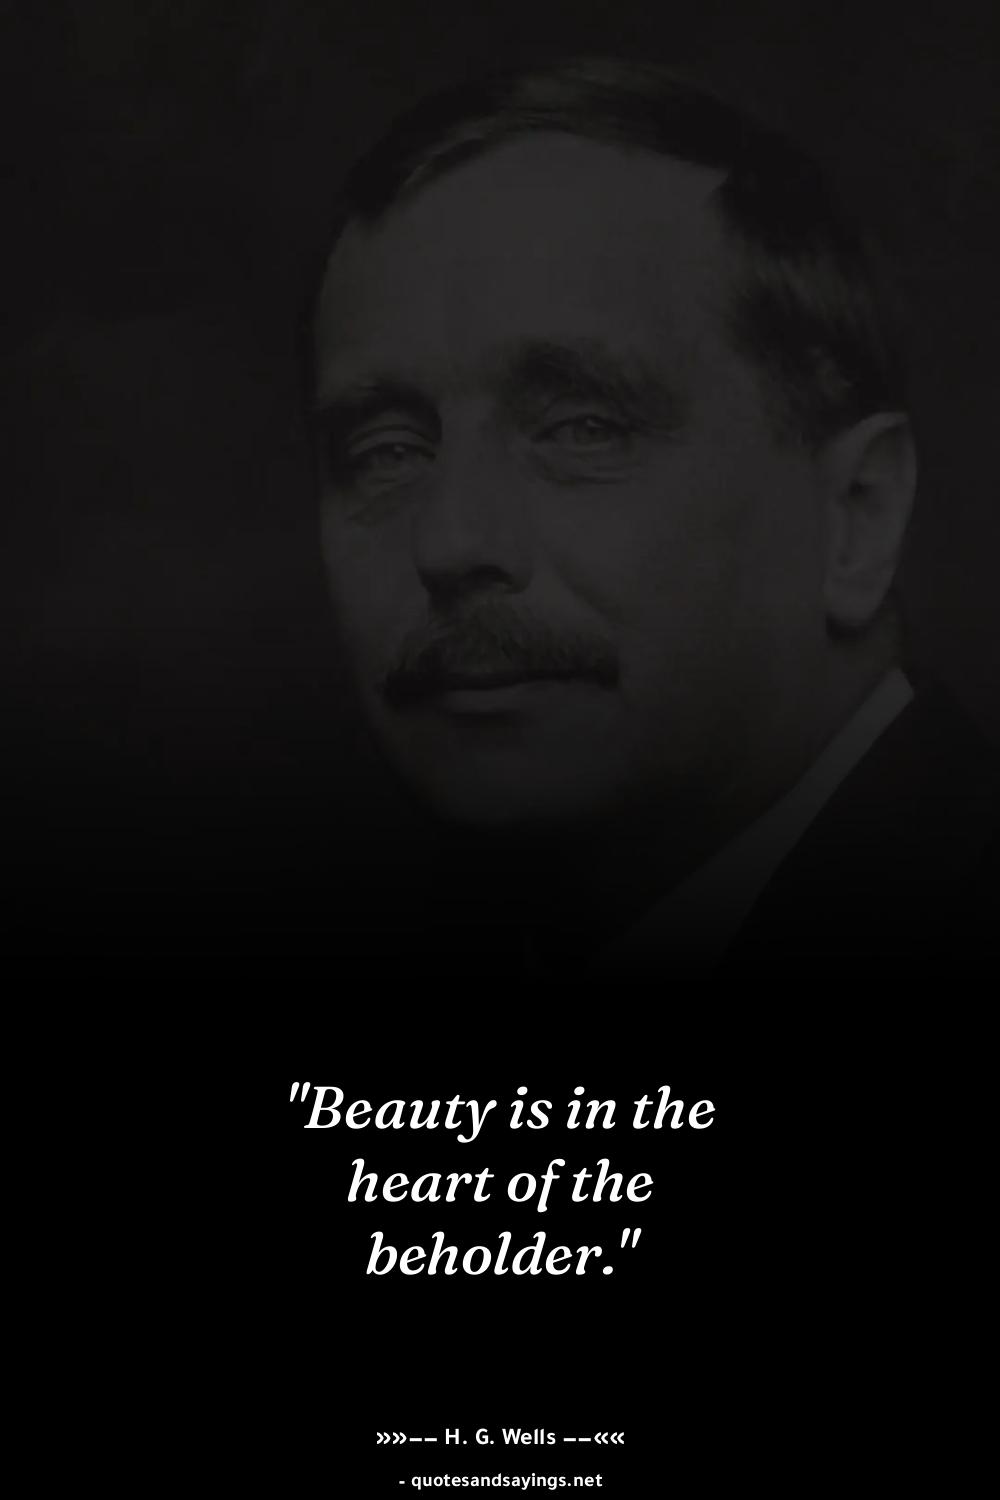 "Beauty is in the
heart of the
beholder."
»»–– H. G. Wells ––««
- quotesandsayings.net